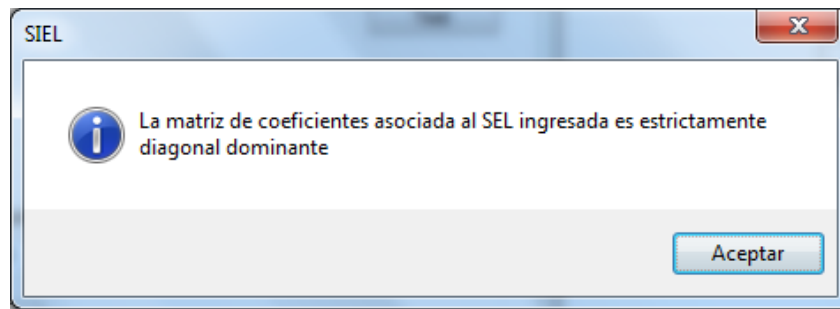 SIEL
La matriz de coeficientes asociada al SEL ingresada es estrictamente
diagonal dominante
Aceptar